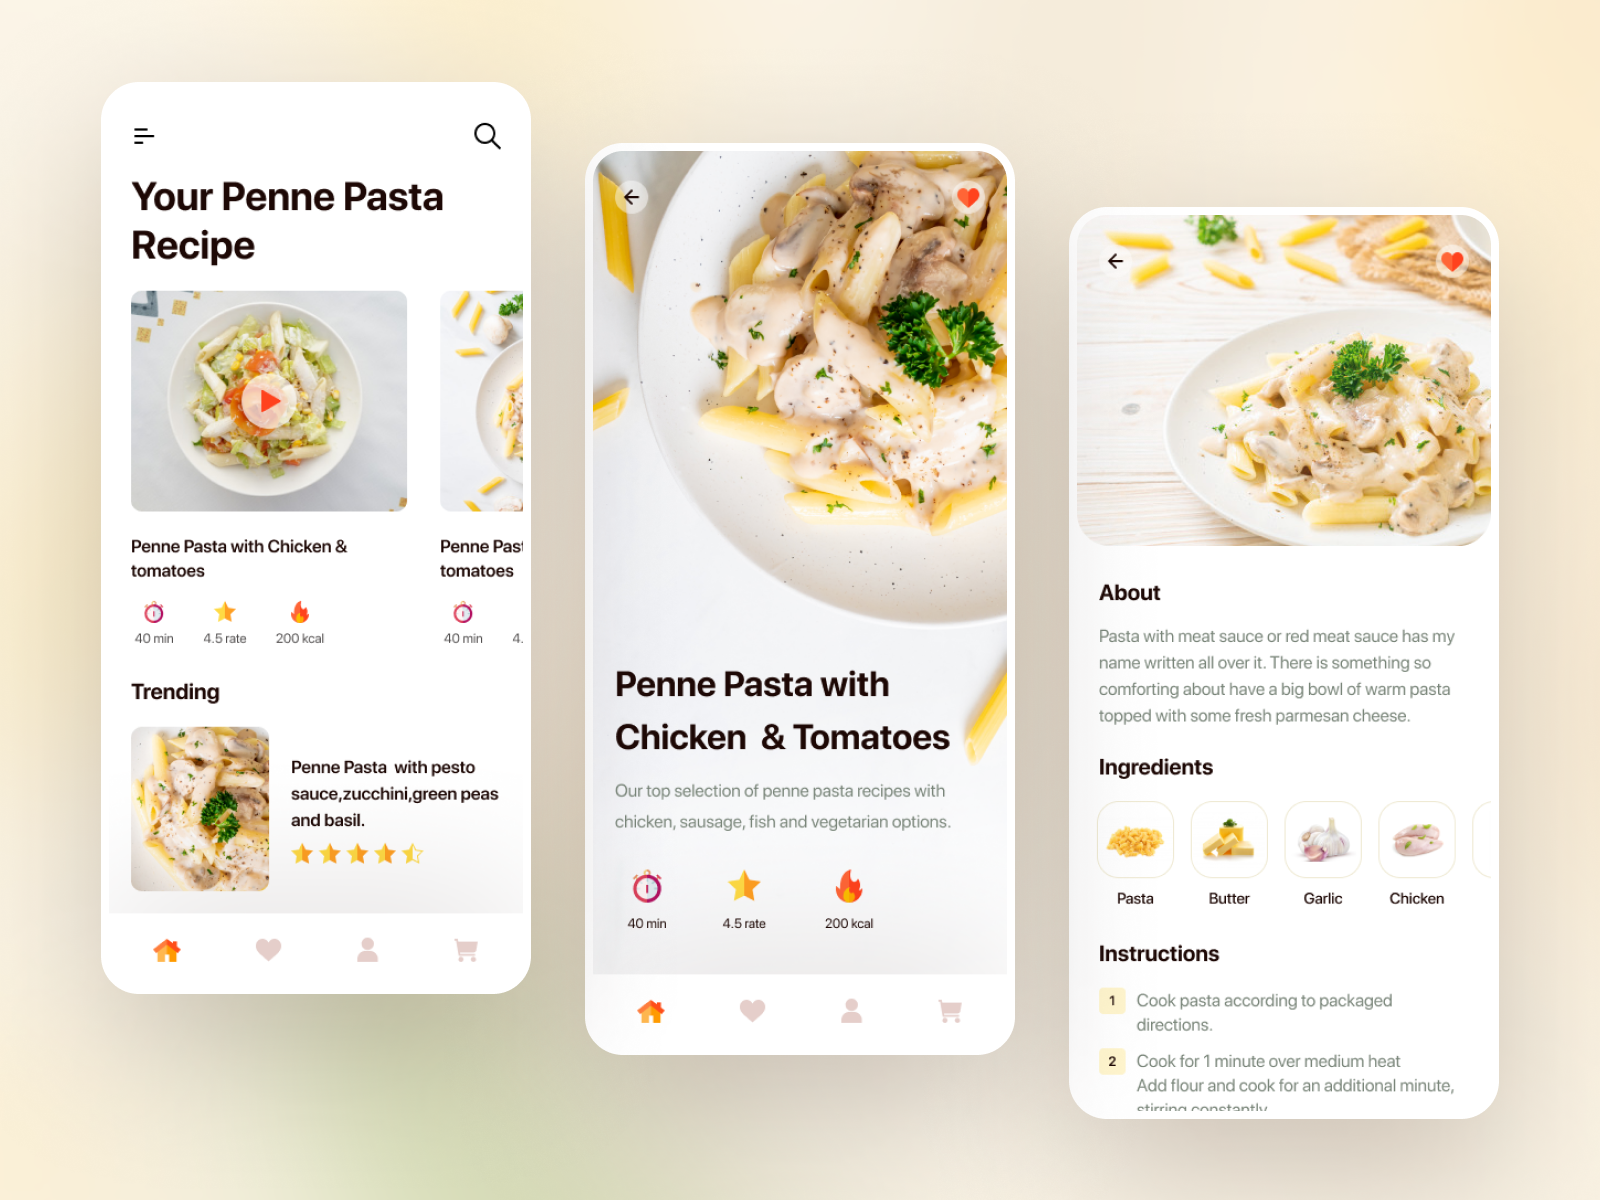 Your Penne Pasta
Recipe
Penne Pasta with Chicken &
tomatoes
40 min
4.5 rate
200 kcal
Penne Past
tomatoes
40 min
4.
Trending
Penne Pasta  with pesto
sauce,zucchini,green peas
and basil.
Penne Pasta with
Chicken  & Tomatoes
Our top selection of penne pasta recipes with
chicken, sausage, fish and vegetarian options.
40 min
4.5 rate
200 kcal
About
Pasta with meat sauce or red meat sauce has my
name written all over it. There is something so
comforting about have a big bowl of warm pasta
topped with some fresh parmesan cheese.
Ingredients
Pasta
Butter
Garlic
Chicken
Instructions
1 Cook pasta according to packaged
directions.
2 Cook for 1 minute over medium heat
Add flour and cook for an additional minute,
stirring constantly